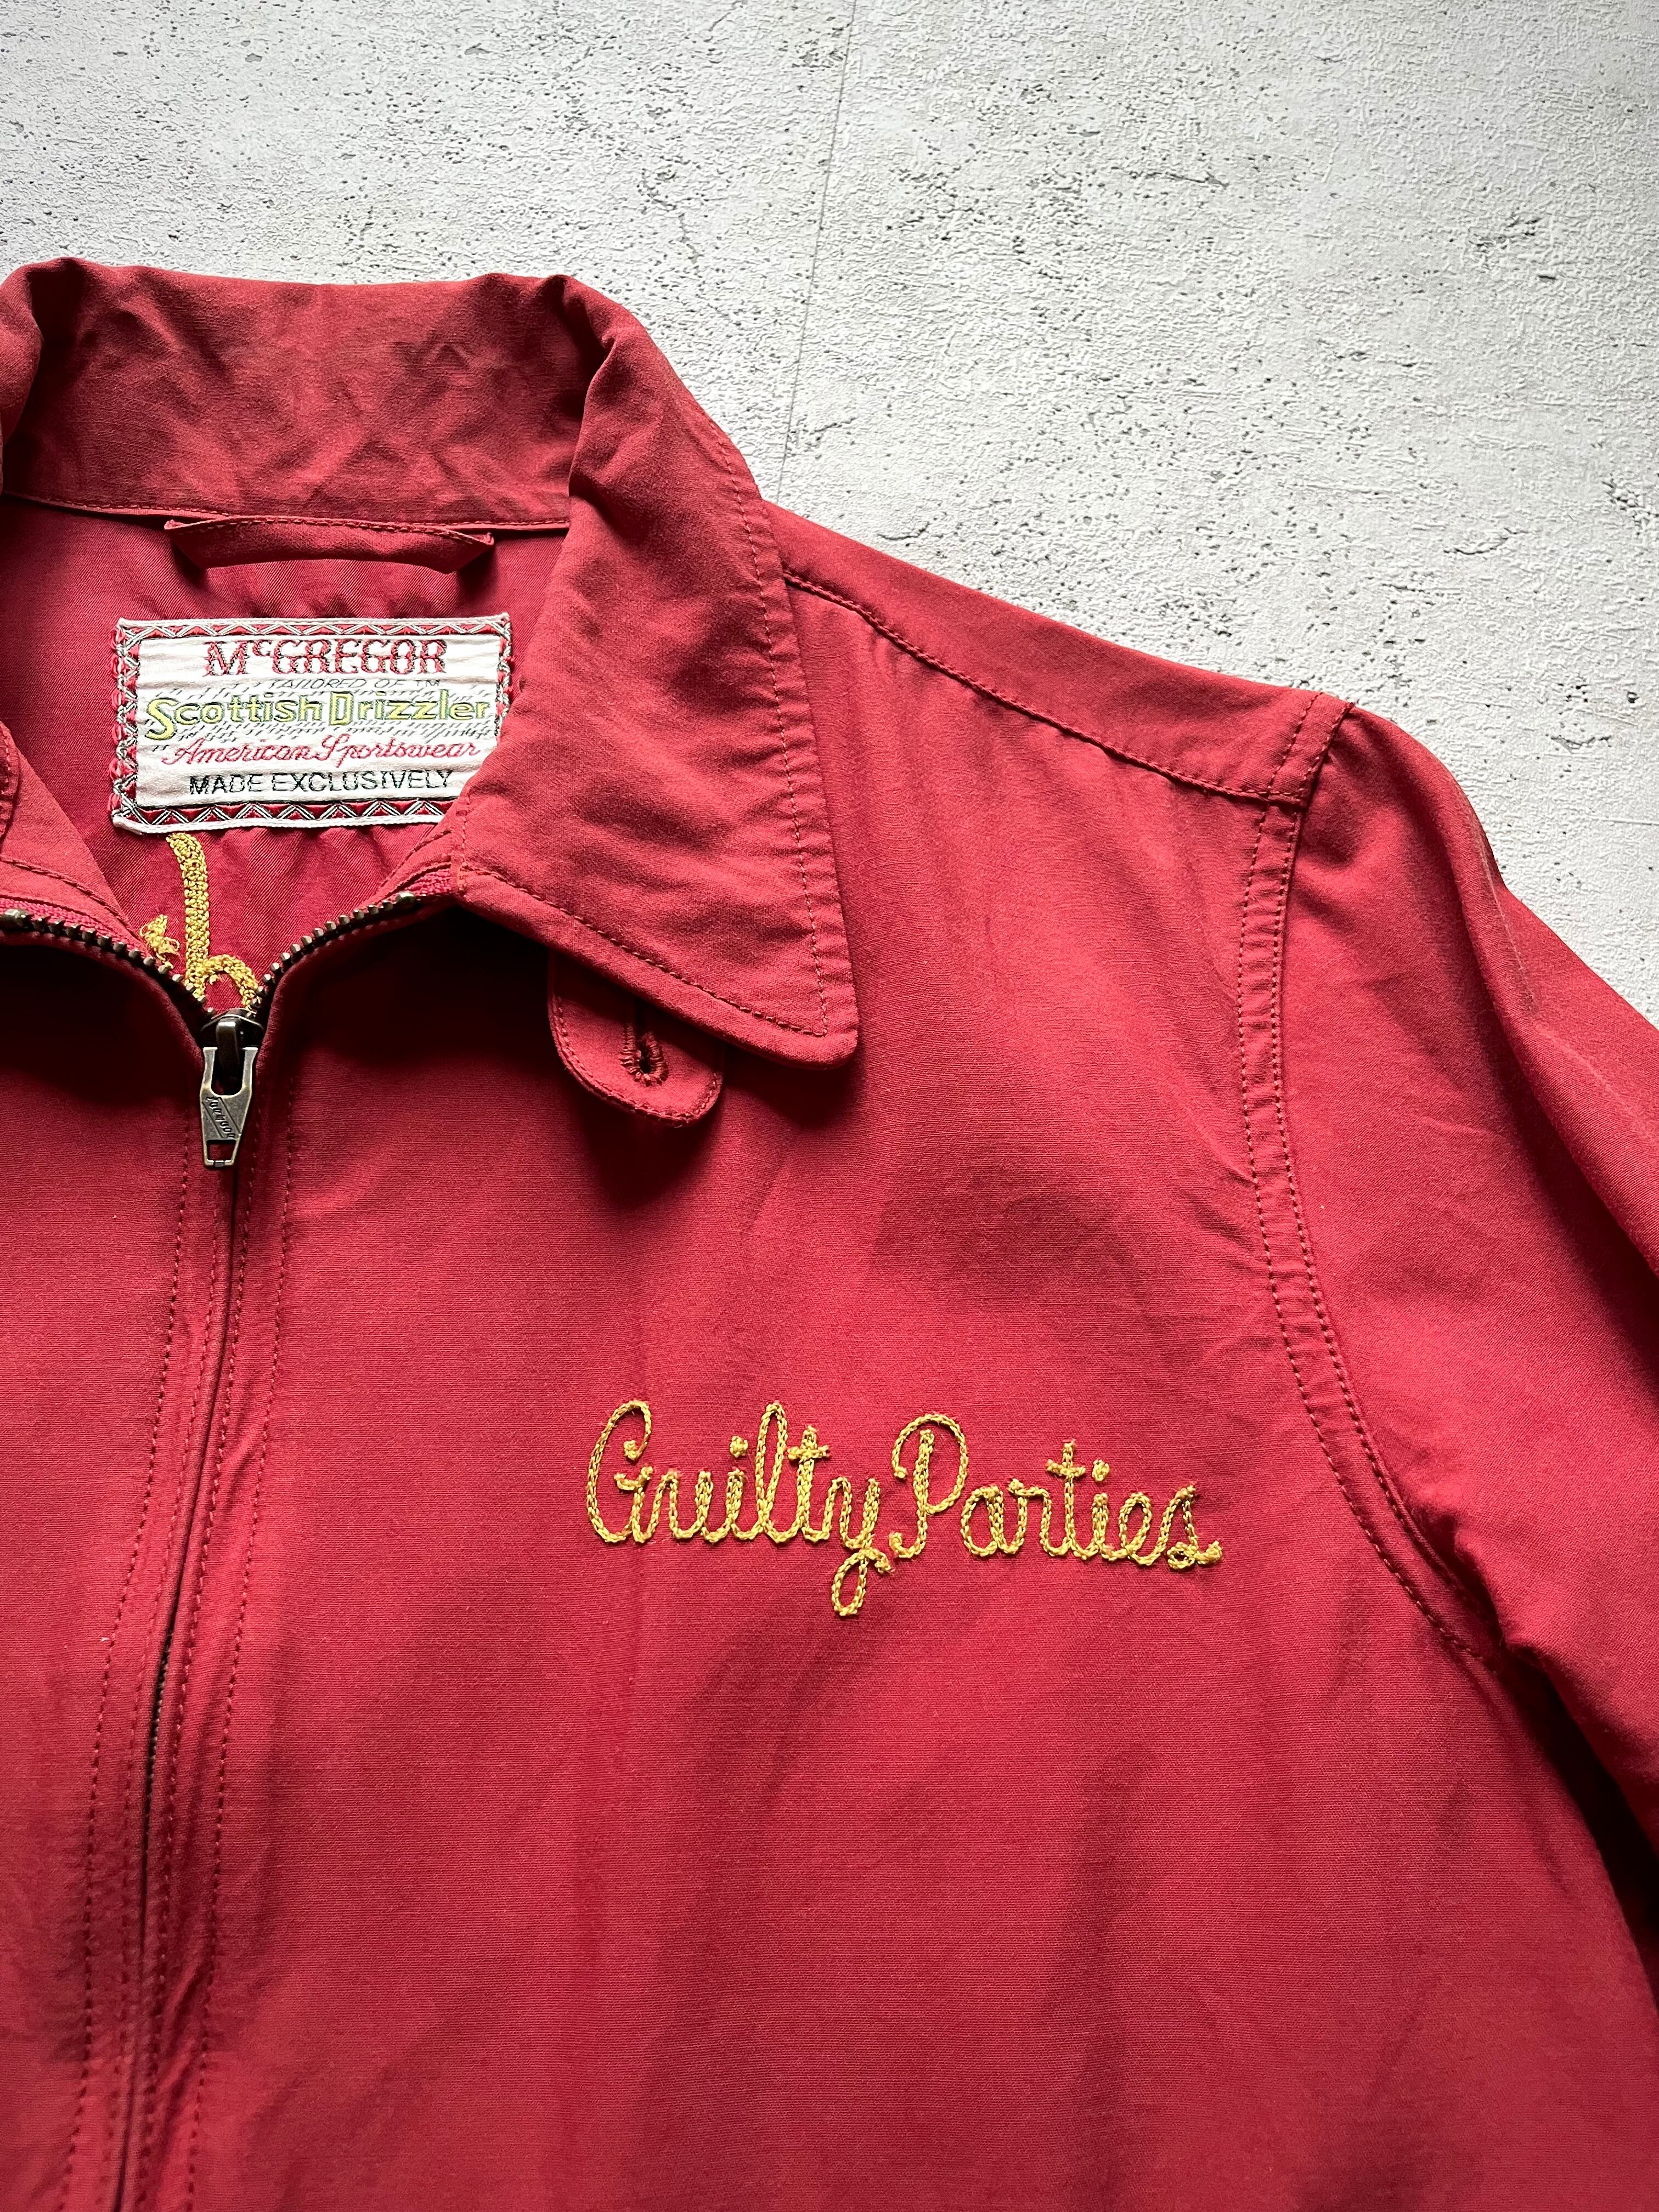 McGREGOR
TAILORED OF TM
Scottish Drizzler
American Sportswear
MADE EXCLUSIVELY
Guilty Parties